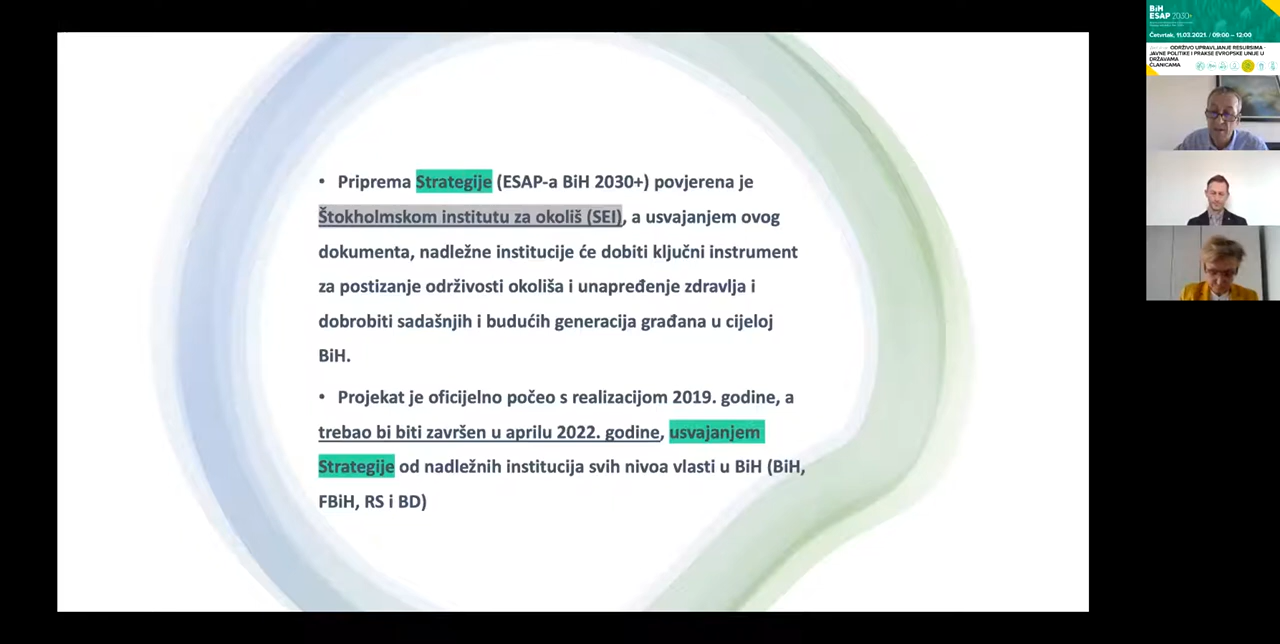 • Priprema Strategije (ESAP-a BiH 2030+) povjerena je
Štokholmskom institutu za okoliš (SEI), a usvajanjem ovog
dokumenta, nadležne institucije će dobiti ključni instrument
za postizanje održivosti okoliša i unapređenje zdravlja i
dobrobiti sadašnjih i budućih generacija građana u cijeloj
BiH.
• Projekat je oficijelno počeo s realizacijom 2019. godine, a
trebao bi biti završen u aprilu 2022. godine, usvajanjem
Strategije od nadležnih institucija svih nivoa vlasti u BiH (BiH,
FBiH, RS i BD)
BiH
ESAP 2030+
Četvrtak, 11.03.2021. / 09:00 – 12:00
ODRŽIVO UPRAVLJANJE RESURSIMA -
JAVNE POLITIKE I PRAKSE EVROPSKE UNIJE U
DRŽAVAMA
ČLANICAMA